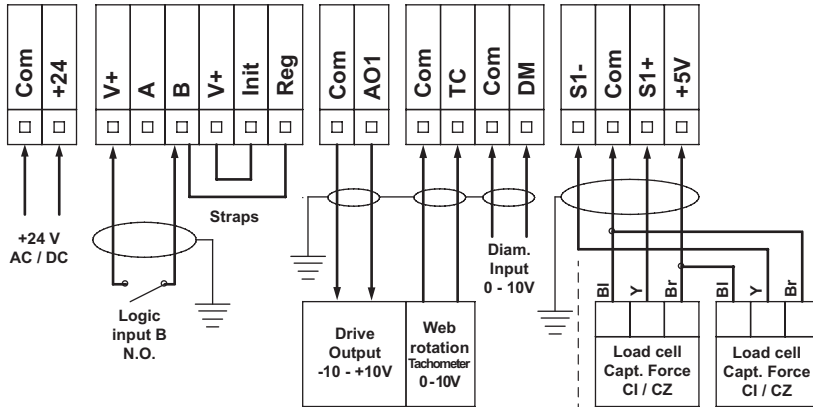 Com
+24
V+
A
B
V+
Init
Reg
Com
AO1
Com
TC
Com
DM
S1-
Com
S1+
+5V
+24 V
AC / DC
Straps
Logic
input B
N.O.
Diam.
Input
0 - 10V
Drive
Output
-10 - +10V
Web
rotation
Tachometer
0-10V
Bl
Y
Br
Bl
Y
Br
Load cell
Capt. Force
CI / CZ
Load cell
Capt. Force
CI / CZ